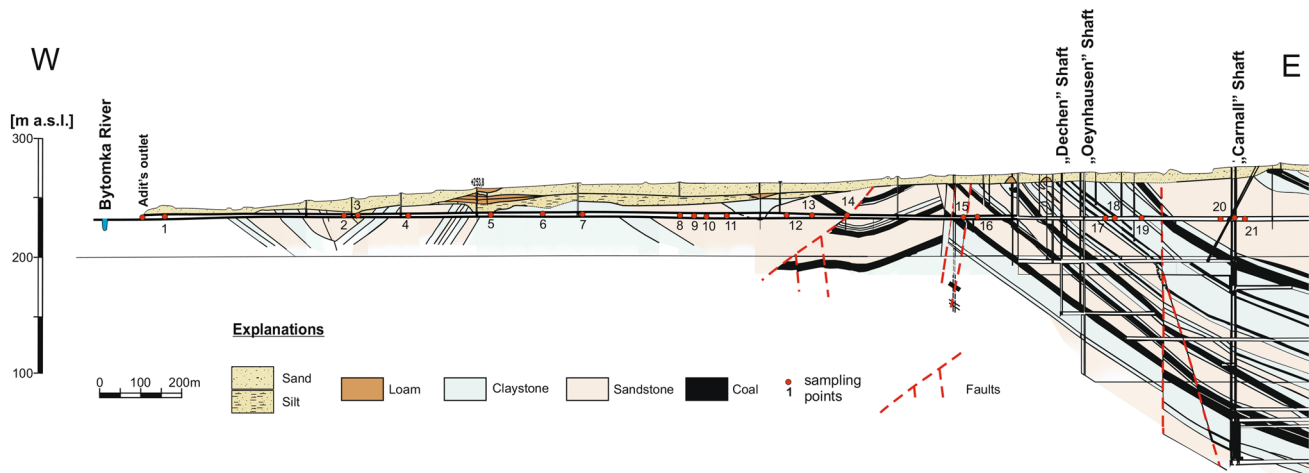 W
E
[m a.s.l.]
300
200
100
Bytomka River
Adit's outlet
„Dechen” Shaft
„Oeynhausen” Shaft
„Carnall” Shaft
1
2
3
4
5
6
7
8
9
10
11
12
13
14
15
16
17
18
19
20
21
Explanations
0 100 200m
Sand
Silt
Loam
Claystone
Sandstone
Coal
1
sampling
points
Faults